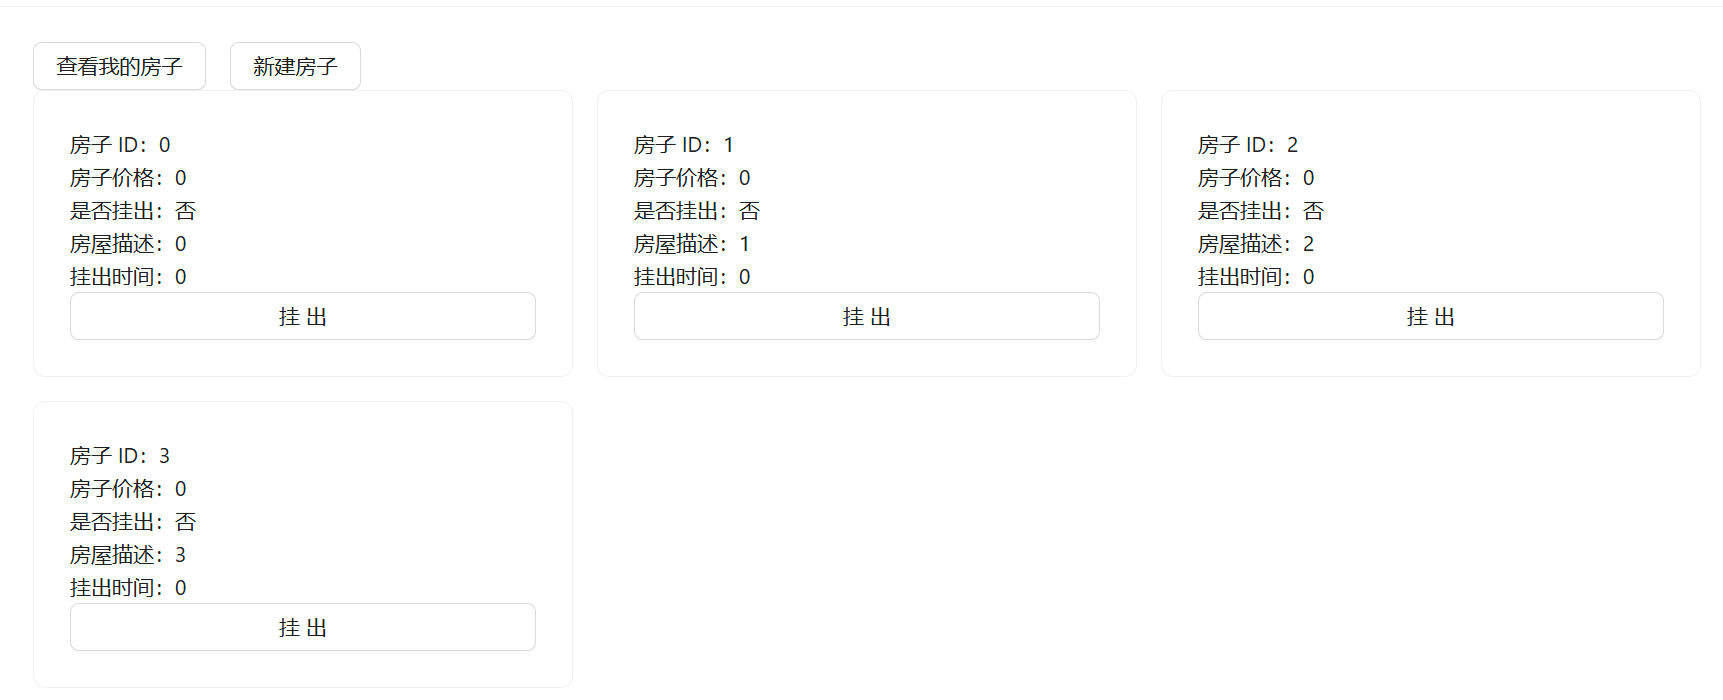 查看我的房子 新建房子
房子 ID：0
房子价格：0
是否挂出：否
房屋描述：0
挂出时间：0
挂 出
房子 ID：1
房子价格：0
是否挂出：否
房屋描述：1
挂出时间：0
挂 出
房子 ID：2
房子价格：0
是否挂出：否
房屋描述：2
挂出时间：0
挂 出
房子 ID：3
房子价格：0
是否挂出：否
房屋描述：3
挂出时间：0
挂 出